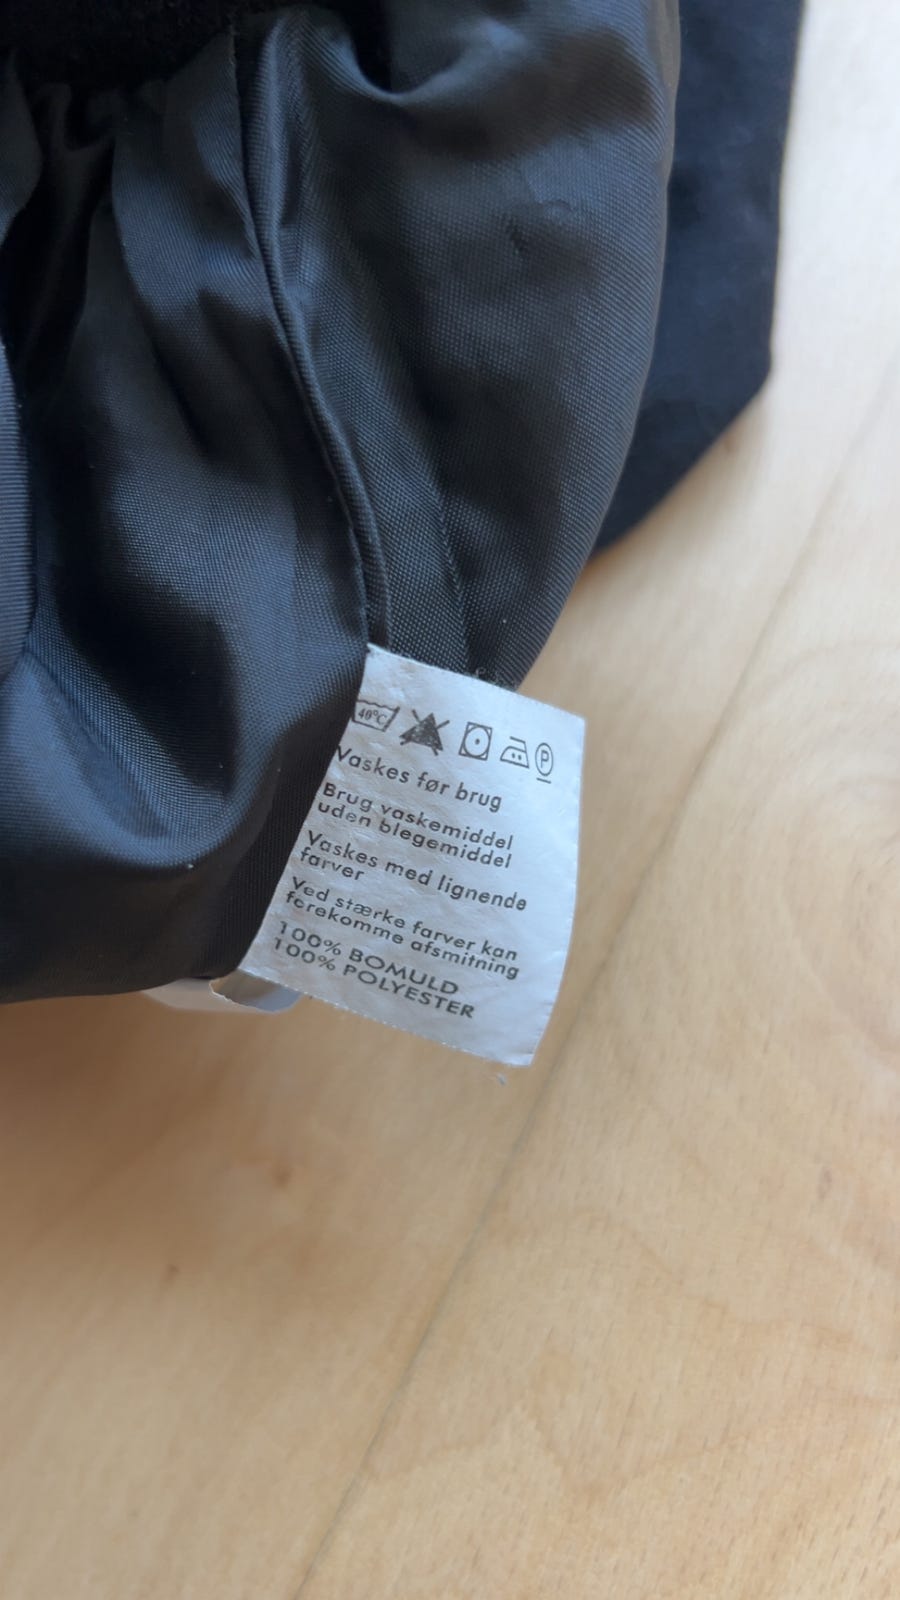 40°C
P
Vaskes før brug
Brug vaskemiddel
uden blegemiddel
Vaskes med lignende
farver
Ved stærke farver kan
forekomme afsmitning
100% BOMULD
100% POLYESTER